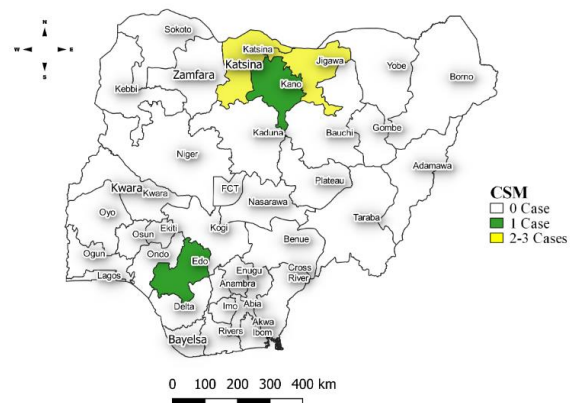 N
W E
S
Sokoto
Katsina
Katsina
Jigawa
Zamfara
Yobe
Borno
Kebbi
Kano
Gombe
Kaduna
Bauchi
Niger
Adamawa
Plateau
Kwara
Kwara
FCT
Nasarawa
Oyo
Taraba
Ekiti
Kogi
Osun
Benue
Ogun
Ondo
Edo
Lagos
Enugu
Cross
River
Anambra
Delta
Imo
Abia
Akwa
Ibom
Rivers
Bayelsa
CSM
0 Case
1 Case
2-3 Cases
0 100 200 300 400 km